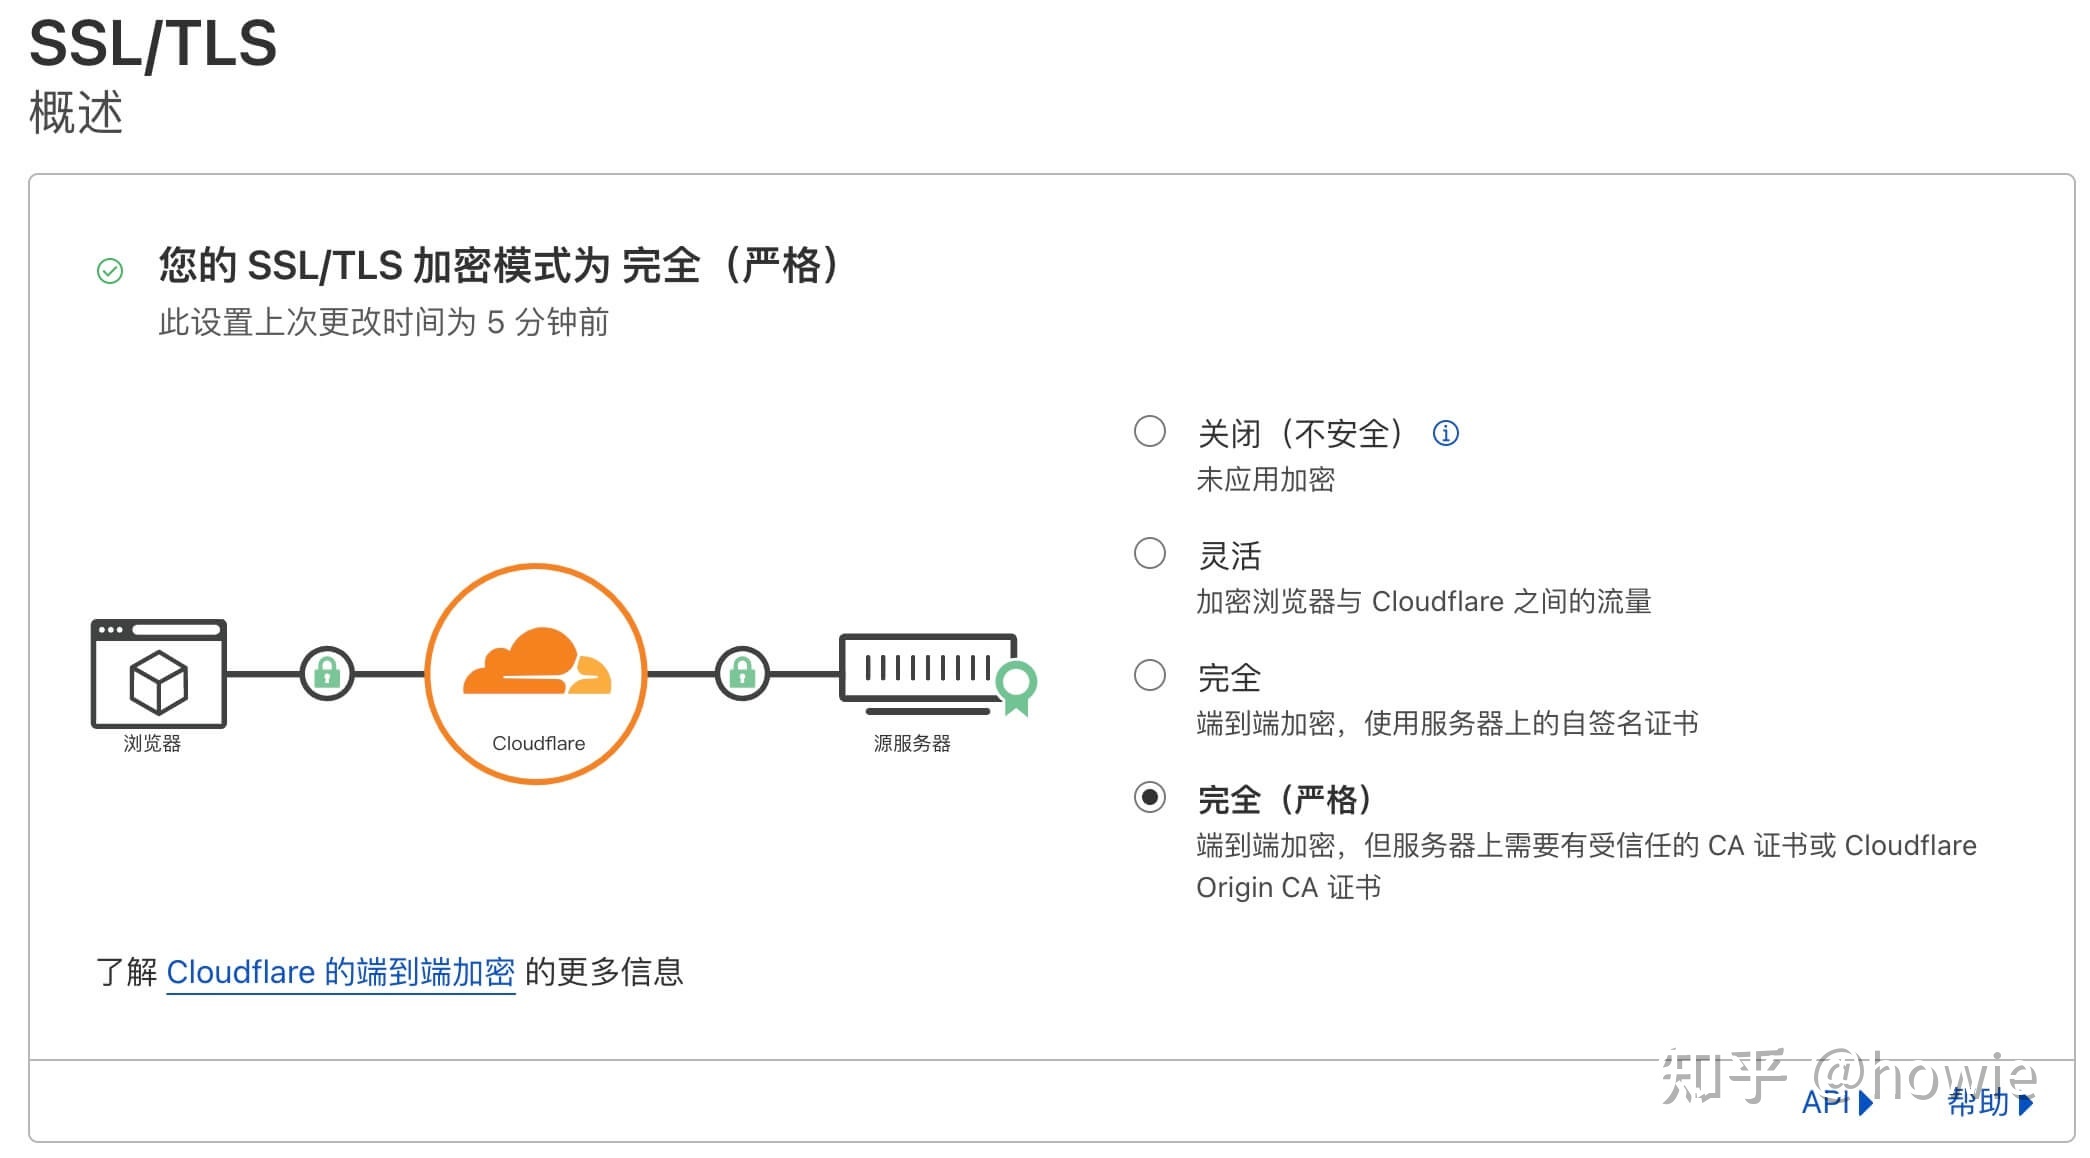 SSL/TLS
概述
您的 SSL/TLS 加密模式为 完全（严格）
此设置上次更改时间为 5 分钟前
关闭（不安全）
未应用加密
灵活
加密浏览器与 Cloudflare 之间的流量
完全
端到端加密，使用服务器上的自签名证书
完全（严格）
端到端加密，但服务器上需要有受信任的 CA 证书或 Cloudflare
Origin CA 证书
浏览器
Cloudflare
源服务器
了解 Cloudflare 的端到端加密 的更多信息
知乎 @howie
API
帮助